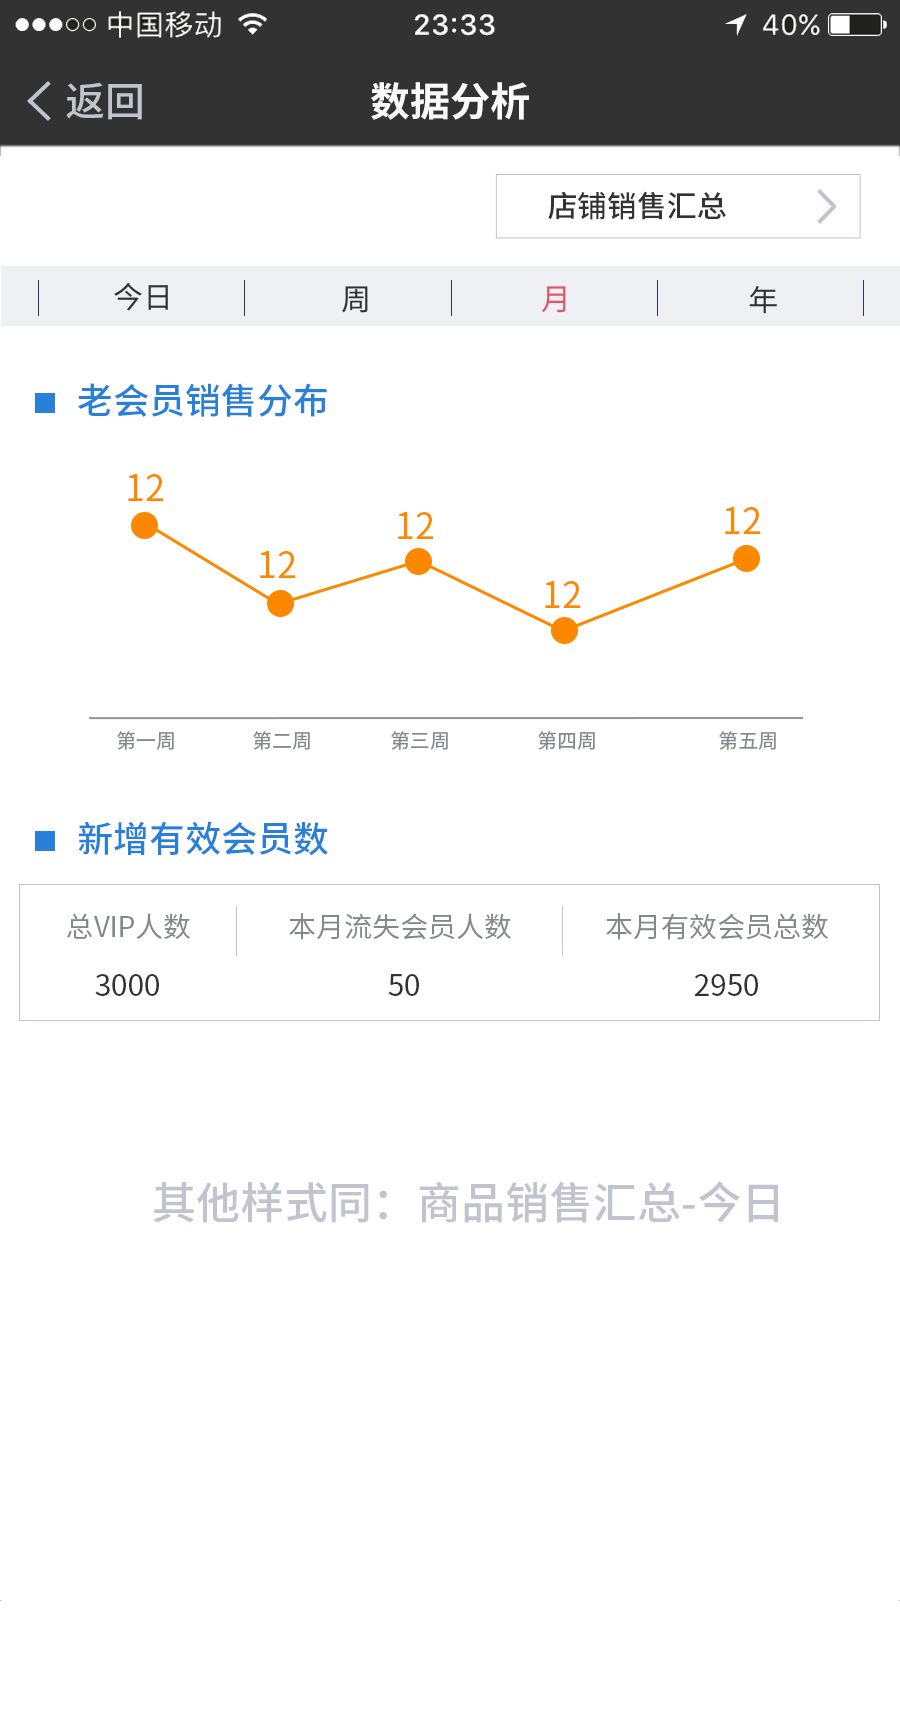 中国移动 23:33 40%
返回 数据分析
店铺销售汇总
今日 周 月 年
老会员销售分布
12 12 12 12 12
第一周 第二周 第三周 第四周 第五周
新增有效会员数
总VIP人数 本月流失会员人数 本月有效会员总数
3000 50 2950
其他样式同：商品销售汇总-今日